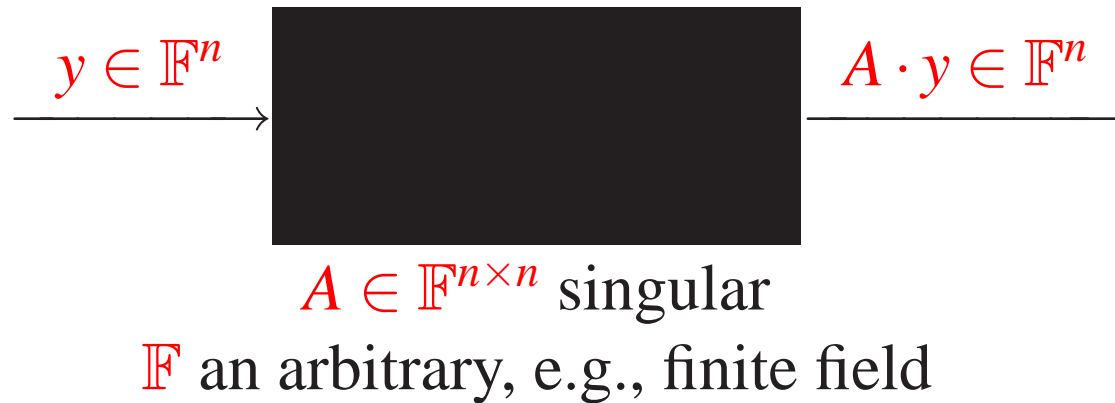 y ∈ 𝔽ⁿ
A · y ∈ 𝔽ⁿ
A ∈ 𝔽ⁿˣⁿ singular
𝔽 an arbitrary, e.g., finite field